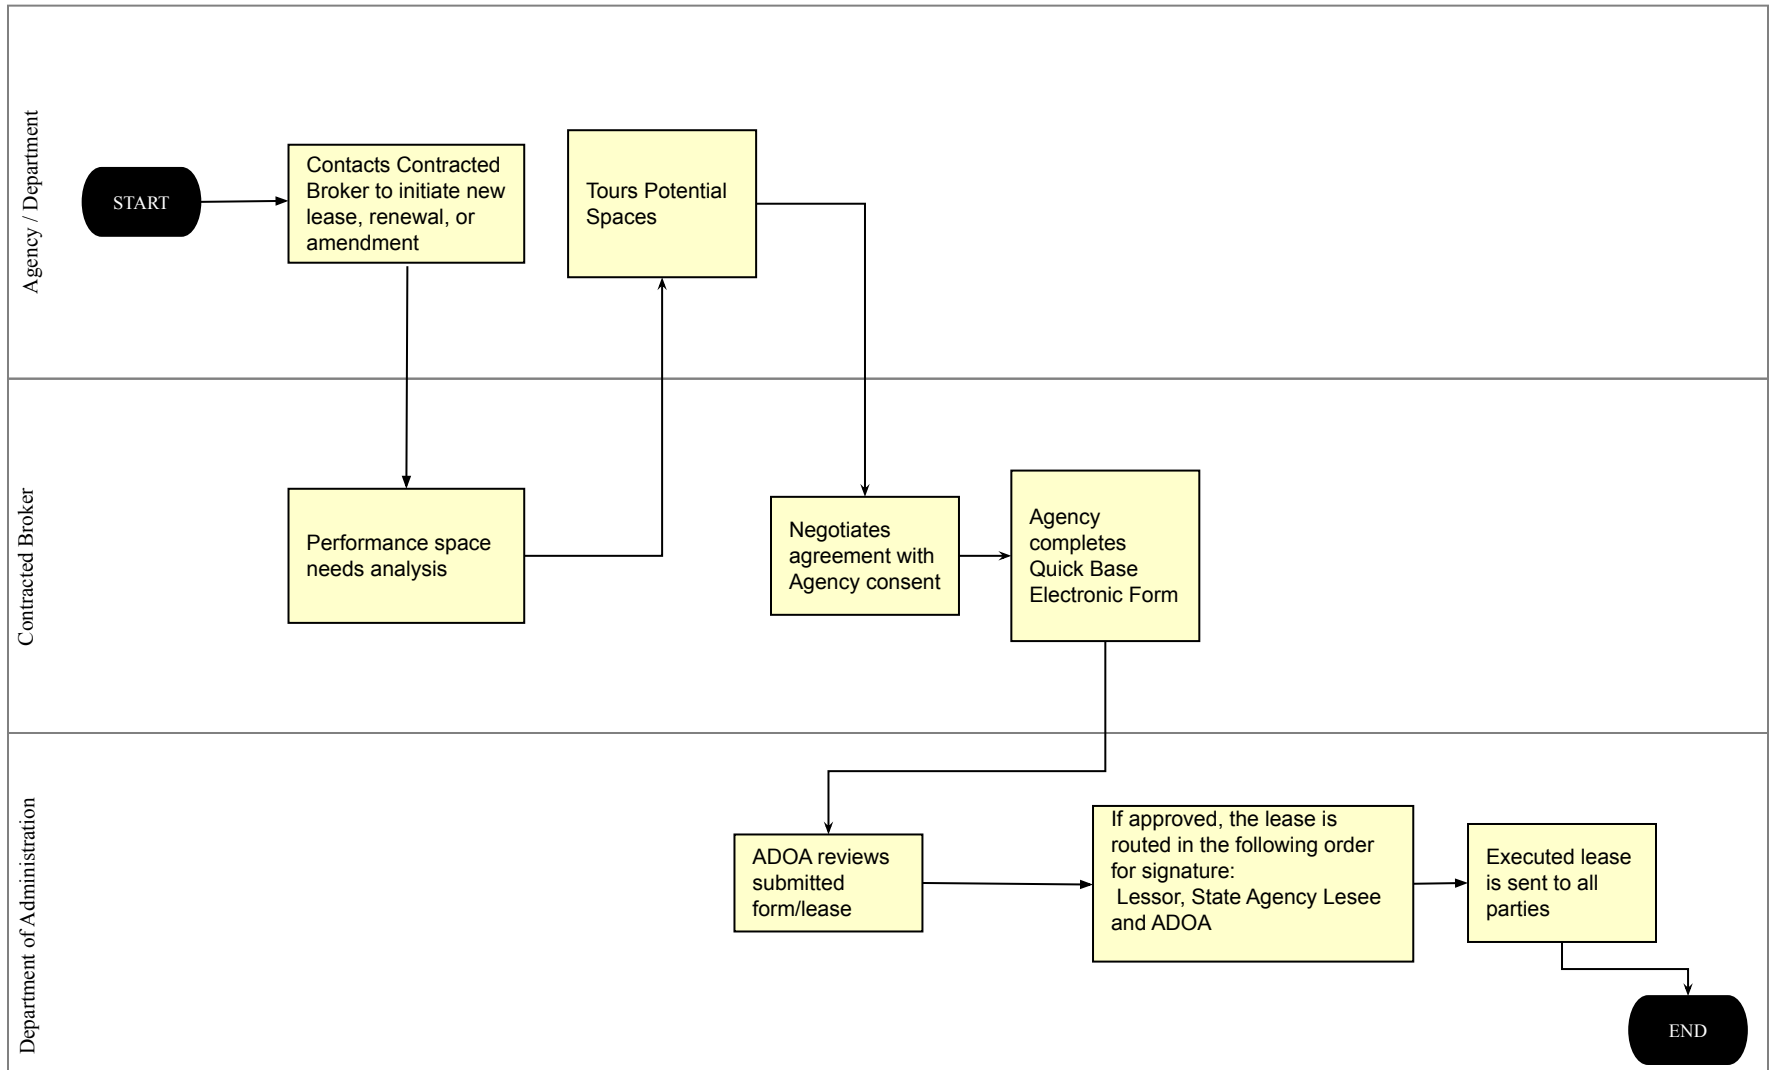 Agency / Department
START
Contacts Contracted
Broker to initiate new
lease, renewal, or
amendment
Tours Potential
Spaces
Contracted Broker
Performance space
needs analysis
Negotiates
agreement with
Agency consent
Agency
completes
Quick Base
Electronic Form
Department of Administration
ADOA reviews
submitted
form/lease
If approved, the lease is
routed in the following order
for signature:
Lessor, State Agency Lesee
and ADOA
Executed lease
is sent to all
parties
END